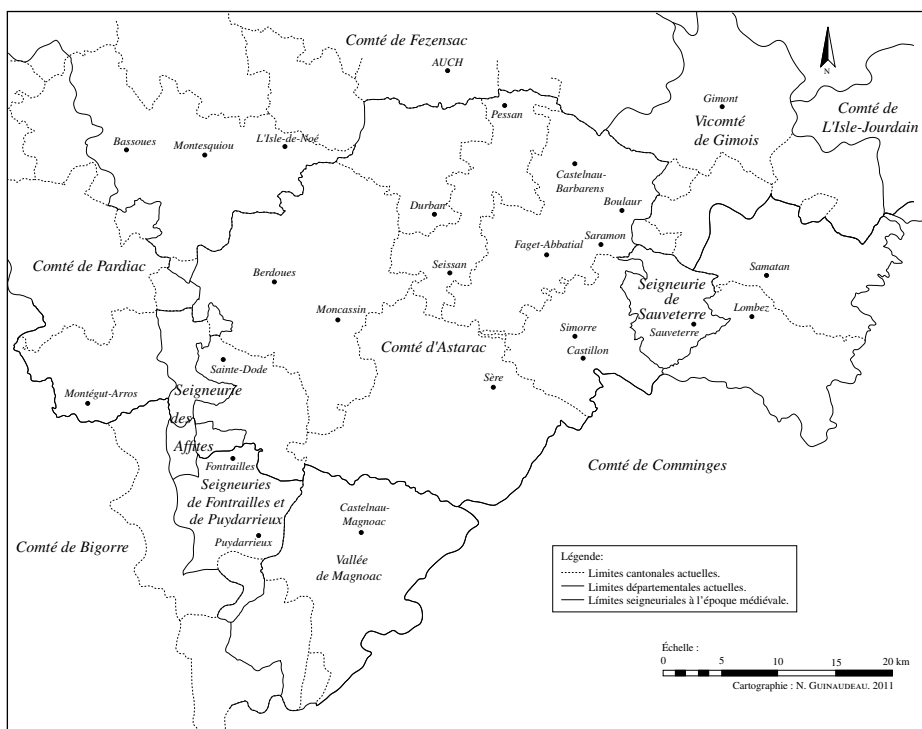 Comté de Fezensac
AUCH
N
Gimont
Vicomté
de Gimois
Comté de
L'Isle-Jourdain
Pessan
Bassoues
Montesquiou
L'Isle-de-Noé
Castelnau-
Barbarens
Durban
Boulaur
Faget-Abbatial
Saramon
Comté de Pardiac
Berdoues
Seissan
Samatan
Seigneurie
de
Sauveterre
Sauveterre
Lombez
Moncassin
Simorre
Castillon
Comté d'Astarac
Sainte-Dode
Sère
Montégut-Arros
Seigneurie
des
Affites
Fontrailles
Comté de Comminges
Seigneuries
de Fontrailles et
de Puydarrieux
Puydarrieux
Castelnau-
Magnoac
Vallée
de Magnoac
Comté de Bigorre
Légende:
Limites cantonales actuelles.
Limites départementales actuelles.
Límites seigneuriales à l'époque médiévale.
Échelle :
0 5 10 15 20 km
Cartographie : N. GUINAUDEAU. 2011